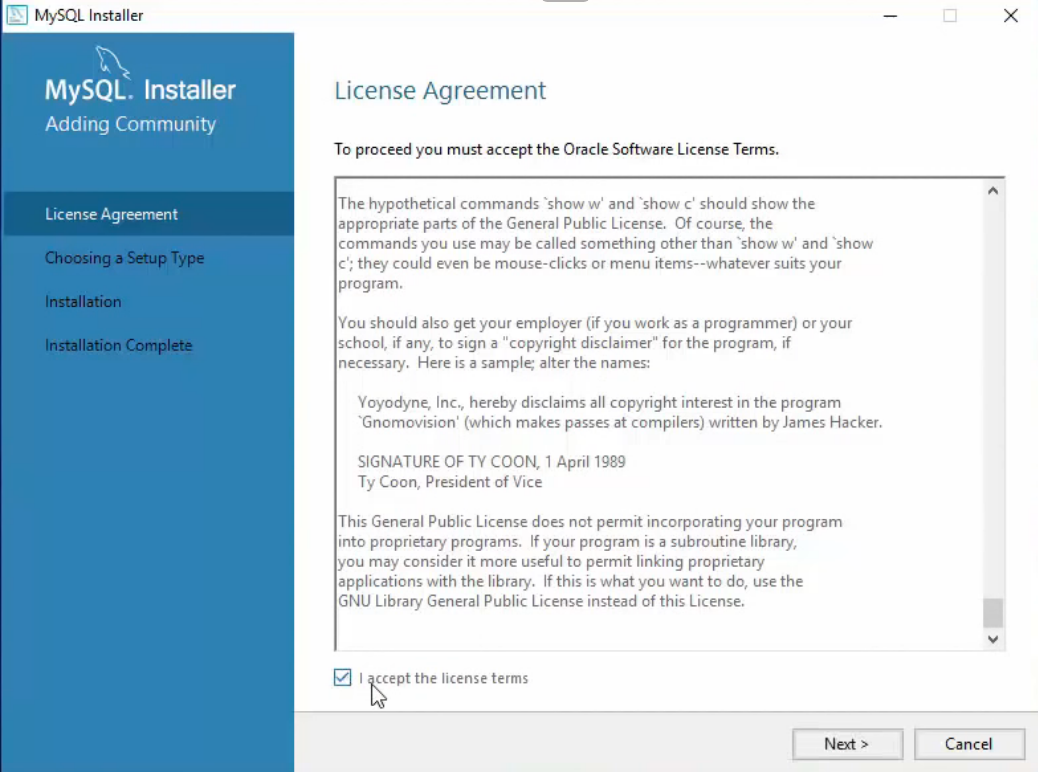 MySQL Installer
MySQL. Installer
Adding Community
License Agreement
Choosing a Setup Type
Installation
Installation Complete
License Agreement
To proceed you must accept the Oracle Software License Terms.
The hypothetical commands `show w' and `show c' should show the
appropriate parts of the General Public License.  Of course, the
commands you use may be called something other than `show w' and `show
c'; they could even be mouse-clicks or menu items--whatever suits your
program.
You should also get your employer (if you work as a programmer) or your
school, if any, to sign a "copyright disclaimer" for the program, if
necessary.  Here is a sample; alter the names:
Yoyodyne, Inc., hereby disclaims all copyright interest in the program
`Gnomovision' (which makes passes at compilers) written by James Hacker.
SIGNATURE OF TY COON, 1 April 1989
Ty Coon, President of Vice
This General Public License does not permit incorporating your program
into proprietary programs.  If your program is a subroutine library,
you may consider it more useful to permit linking proprietary
applications with the library.  If this is what you want to do, use the
GNU Library General Public License instead of this License.
I accept the license terms
Next >
Cancel